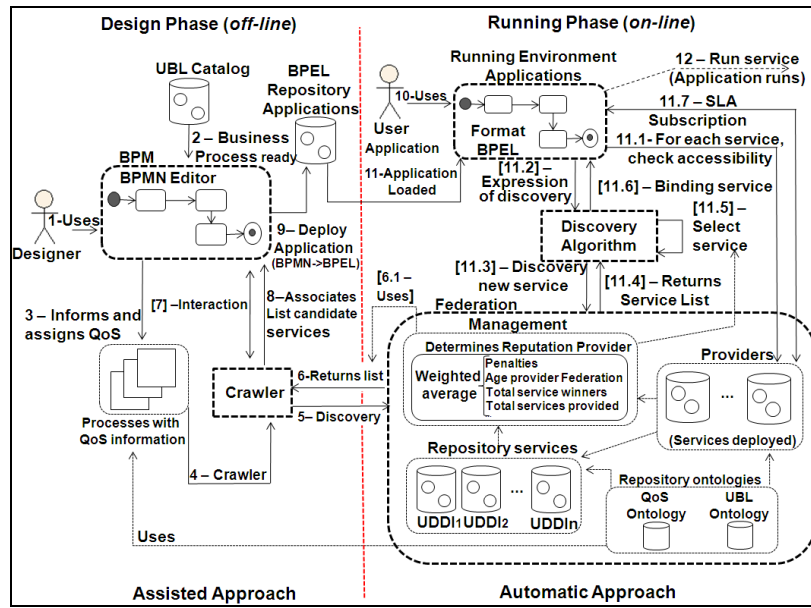 Design Phase (off-line)
Running Phase (on-line)
UBL Catalog
BPEL
Repository
Applications
2 – Business
Process ready
BPM
BPMN Editor
1-Uses
Designer
9– Deploy
Application
(BPMN->BPEL)
3 – Informs and
assigns QoS
[7] –Interaction
8–Associates
List candidate
services
Processes with
QoS information
Crawler
4 – Crawler
6-Returns list
5– Discovery
[6.1 –
Uses]
Uses
Assisted Approach
Running Environment
Applications
10-Uses
User
Application
Format
BPEL
11-Application
Loaded
12 – Run service
(Application runs)
11.7 – SLA
Subscription
11.1- For each service,
check accessibility
[11.2] –
Expression
of discovery
[11.6] – Binding service
[11.5] –
Select
service
Discovery
Algorithm
[11.3] – Discover
new service
[11.4] – Returns
Service List
Federation
Management
Determines Reputation Provider
Weighted
average
Penalties
Age provider Federation
Total service winners
Total services provided
Providers
...
(Services deployed)
Repository services
...
UDDI1 UDDI2 UDDIn
Repository ontologies
QoS
Ontology
UBL
Ontology
Automatic Approach